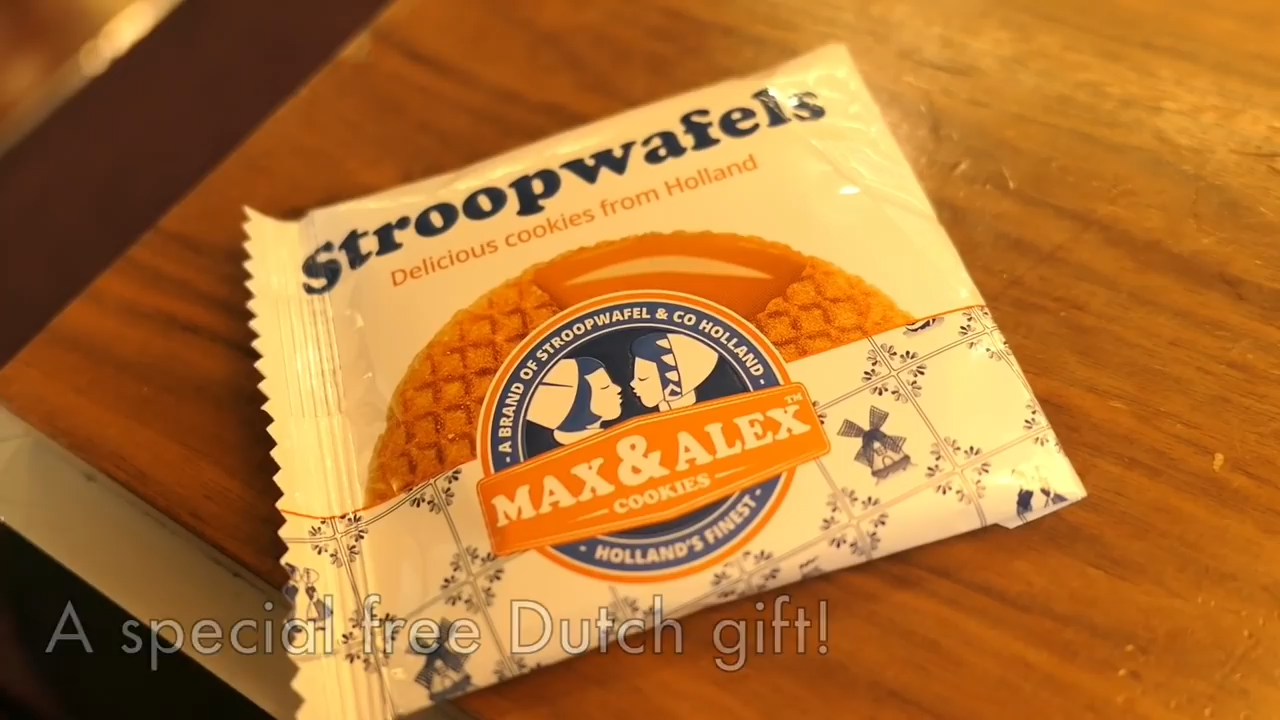 Stroopwafels
Delicious cookies from Holland
· A BRAND OF STROOPWAFEL & CO HOLLAND ·
MAX & ALEX™
COOKIES
· HOLLAND'S FINEST ·
A special free Dutch gift!